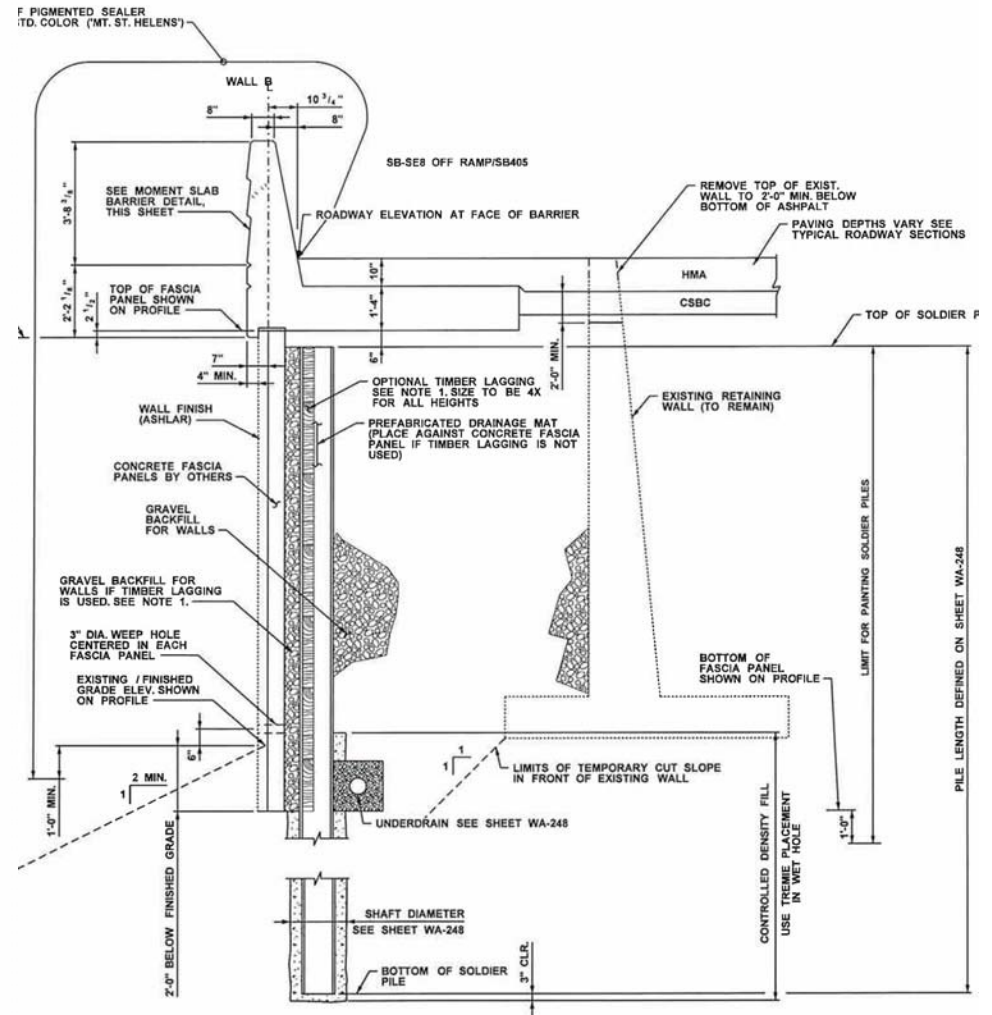 F PIGMENTED SEALER
STD. COLOR ('MT. ST. HELENS')
WALL B
L
10 3/4"
8"
8"
SB-SE8 OFF RAMP/SB405
3'-8 3/8"
SEE MOMENT SLAB
BARRIER DETAIL,
THIS SHEET
ROADWAY ELEVATION AT FACE OF BARRIER
REMOVE TOP OF EXIST.
WALL TO 2'-0" MIN. BELOW
BOTTOM OF ASHPALT
PAVING DEPTHS VARY SEE
TYPICAL ROADWAY SECTIONS
10"
HMA
CSBC
2'-2 1/8"
2 1/2"
TOP OF FASCIA
PANEL SHOWN
ON PROFILE
1'-4"
6"
2'-0" MIN.
TOP OF SOLDIER P
7"
4" MIN.
OPTIONAL TIMBER LAGGING
SEE NOTE 1. SIZE TO BE 4X
FOR ALL HEIGHTS
EXISTING RETAINING
WALL (TO REMAIN)
WALL FINISH
(ASHLAR)
PREFABRICATED DRAINAGE MAT
(PLACE AGAINST CONCRETE FASCIA
PANEL IF TIMBER LAGGING IS NOT
USED)
CONCRETE FASCIA
PANELS BY OTHERS
GRAVEL
BACKFILL
FOR WALLS
GRAVEL BACKFILL FOR
WALLS IF TIMBER LAGGING
IS USED. SEE NOTE 1.
3" DIA. WEEP HOLE
CENTERED IN EACH
FASCIA PANEL
EXISTING / FINISHED
GRADE ELEV. SHOWN
ON PROFILE
LIMIT FOR PAINTING SOLDIER PILES
PILE LENGTH DEFINED ON SHEET WA-248
BOTTOM OF
FASCIA PANEL
SHOWN ON PROFILE
6"
1'-0" MIN.
2 MIN.
1
1
1
LIMITS OF TEMPORARY CUT SLOPE
IN FRONT OF EXISTING WALL
UNDERDRAIN SEE SHEET WA-248
1'-0"
2'-0" BELOW FINISHED GRADE
CONTROLLED DENSITY FILL
USE TREMIE PLACEMENT
IN WET HOLE
SHAFT DIAMETER
SEE SHEET WA-248
BOTTOM OF SOLDIER
PILE
3" CLR.